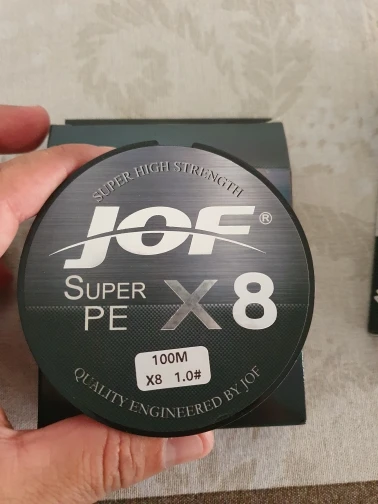 SUPER HIGH STRENGTH
JOF®
SUPER
PE
X8
100M
X8 1.0#
QUALITY ENGINEERED BY JOF